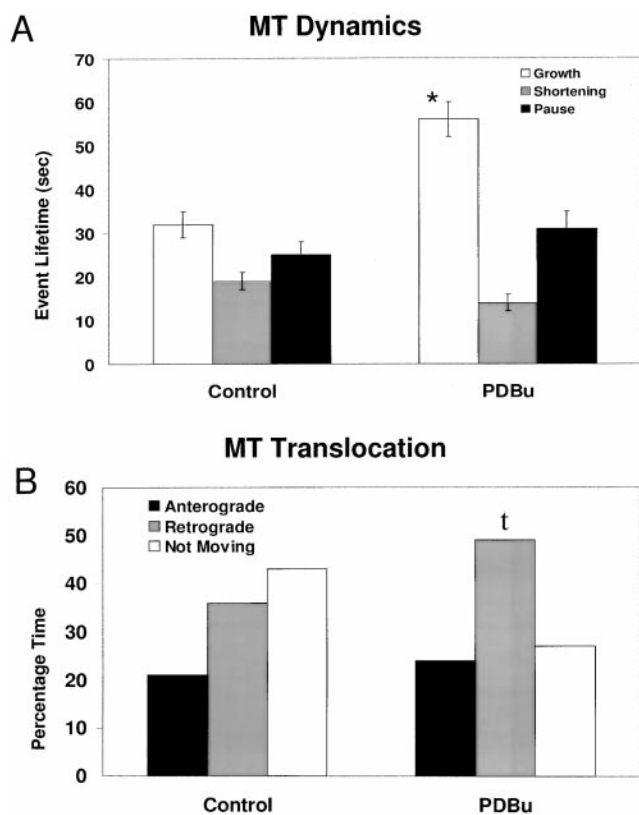 A
MT Dynamics
70
60
50
40
30
20
10
0
Event Lifetime (sec)
Growth
Shortening
Pause
*
Control
PDBu
MT Translocation
B
60
50
40
30
20
10
0
Percentage Time
Anterograde
Retrograde
Not Moving
t
Control
PDBu